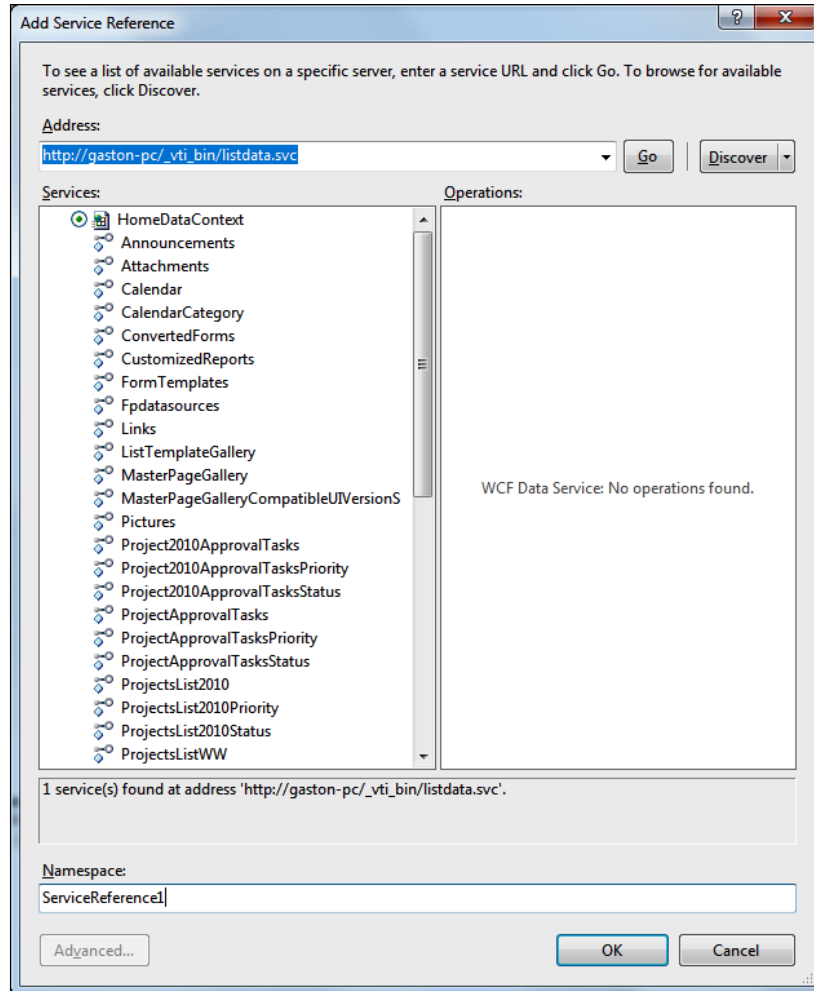 Add Service Reference
To see a list of available services on a specific server, enter a service URL and click Go. To browse for available
services, click Discover.
Address:
http://gaston-pc/_vti_bin/listdata.svc
Go
Discover
Services:
Operations:
HomeDataContext
Announcements
Attachments
Calendar
CalendarCategory
ConvertedForms
CustomizedReports
FormTemplates
Fpdatasources
Links
ListTemplateGallery
MasterPageGallery
MasterPageGalleryCompatibleUIVersionS
Pictures
Project2010ApprovalTasks
Project2010ApprovalTasksPriority
Project2010ApprovalTasksStatus
ProjectApprovalTasks
ProjectApprovalTasksPriority
ProjectApprovalTasksStatus
ProjectsList2010
ProjectsList2010Priority
ProjectsList2010Status
ProjectsListWW
WCF Data Service: No operations found.
1 service(s) found at address 'http://gaston-pc/_vti_bin/listdata.svc'.
Namespace:
ServiceReference1
Advanced...
OK
Cancel